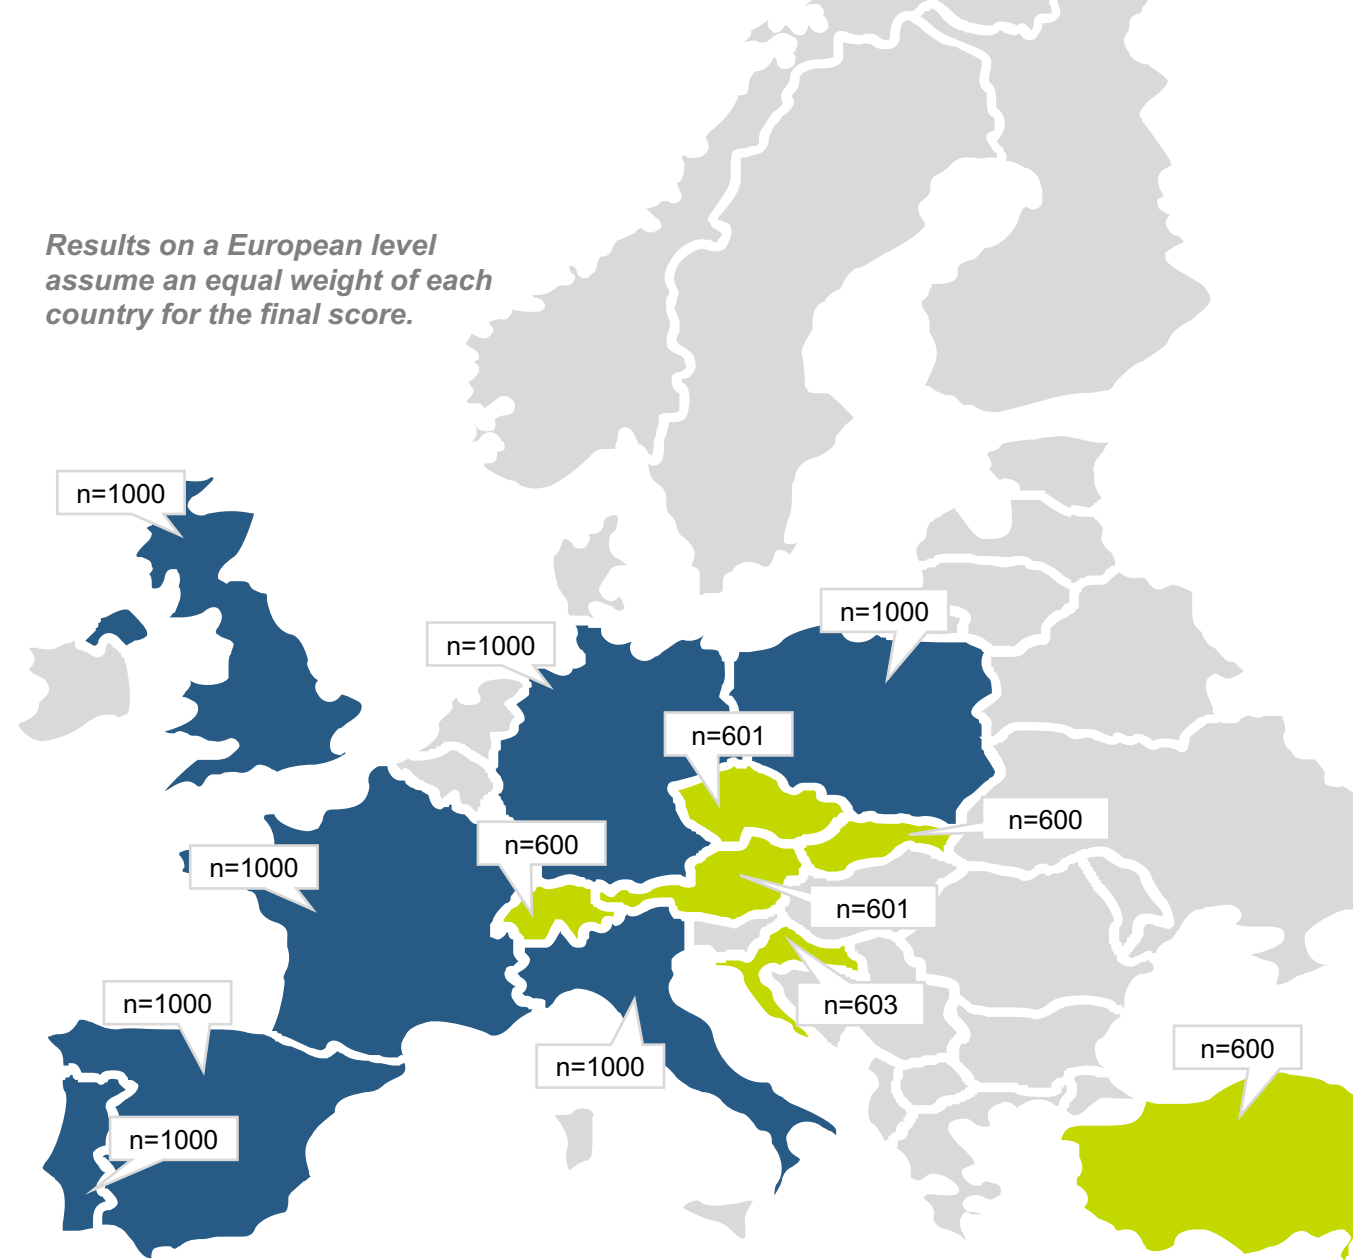 Results on a European level
assume an equal weight of each
country for the final score.
n=1000
n=1000
n=1000
n=601
n=600
n=600
n=1000
n=601
n=1000
n=603
n=1000
n=600
n=1000